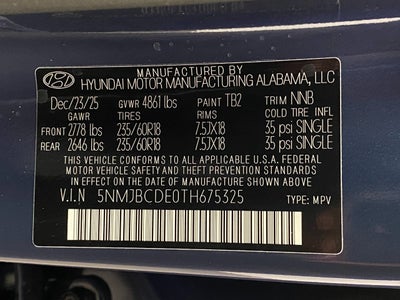 MANUFACTURED BY
HYUNDAI MOTOR MANUFACTURING ALABAMA, LLC
Dec/23/25 GVWR 4861 lbs PAINT TB2 TRIM NNB
GAWR TIRES RIMS COLD TIRE INFL
FRONT 2778 lbs 235/60R18 7.5JX18 35 psi SINGLE
REAR 2646 lbs 235/60R18 7.5JX18 35 psi SINGLE
THIS VEHICLE CONFORMS TO ALL APPLICABLE U.S.A. FEDERAL MOTOR
VEHICLE SAFETY, BUMPER, AND THEFT PREVENTION STANDARDS IN
EFFECT ON THE DATE OF MANUFACTURE SHOWN ABOVE.
V.I.N 5NMJBCDE0TH675325 TYPE: MPV